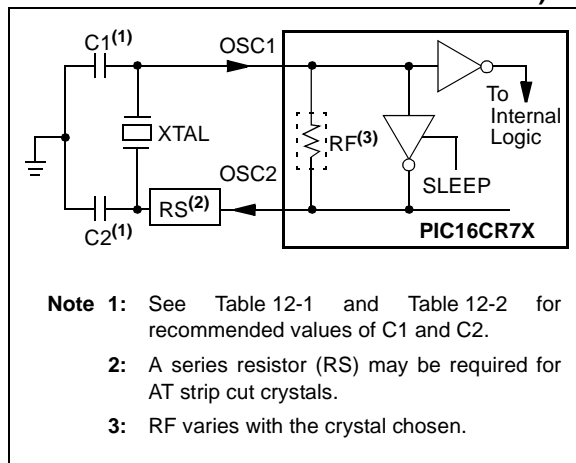 C1(1)
OSC1
To
Internal
Logic
XTAL
RF(3)
OSC2
SLEEP
RS(2)
C2(1)
PIC16CR7X
Note 1: See Table 12-1 and Table 12-2 for
recommended values of C1 and C2.
2: A series resistor (RS) may be required for
AT strip cut crystals.
3: RF varies with the crystal chosen.